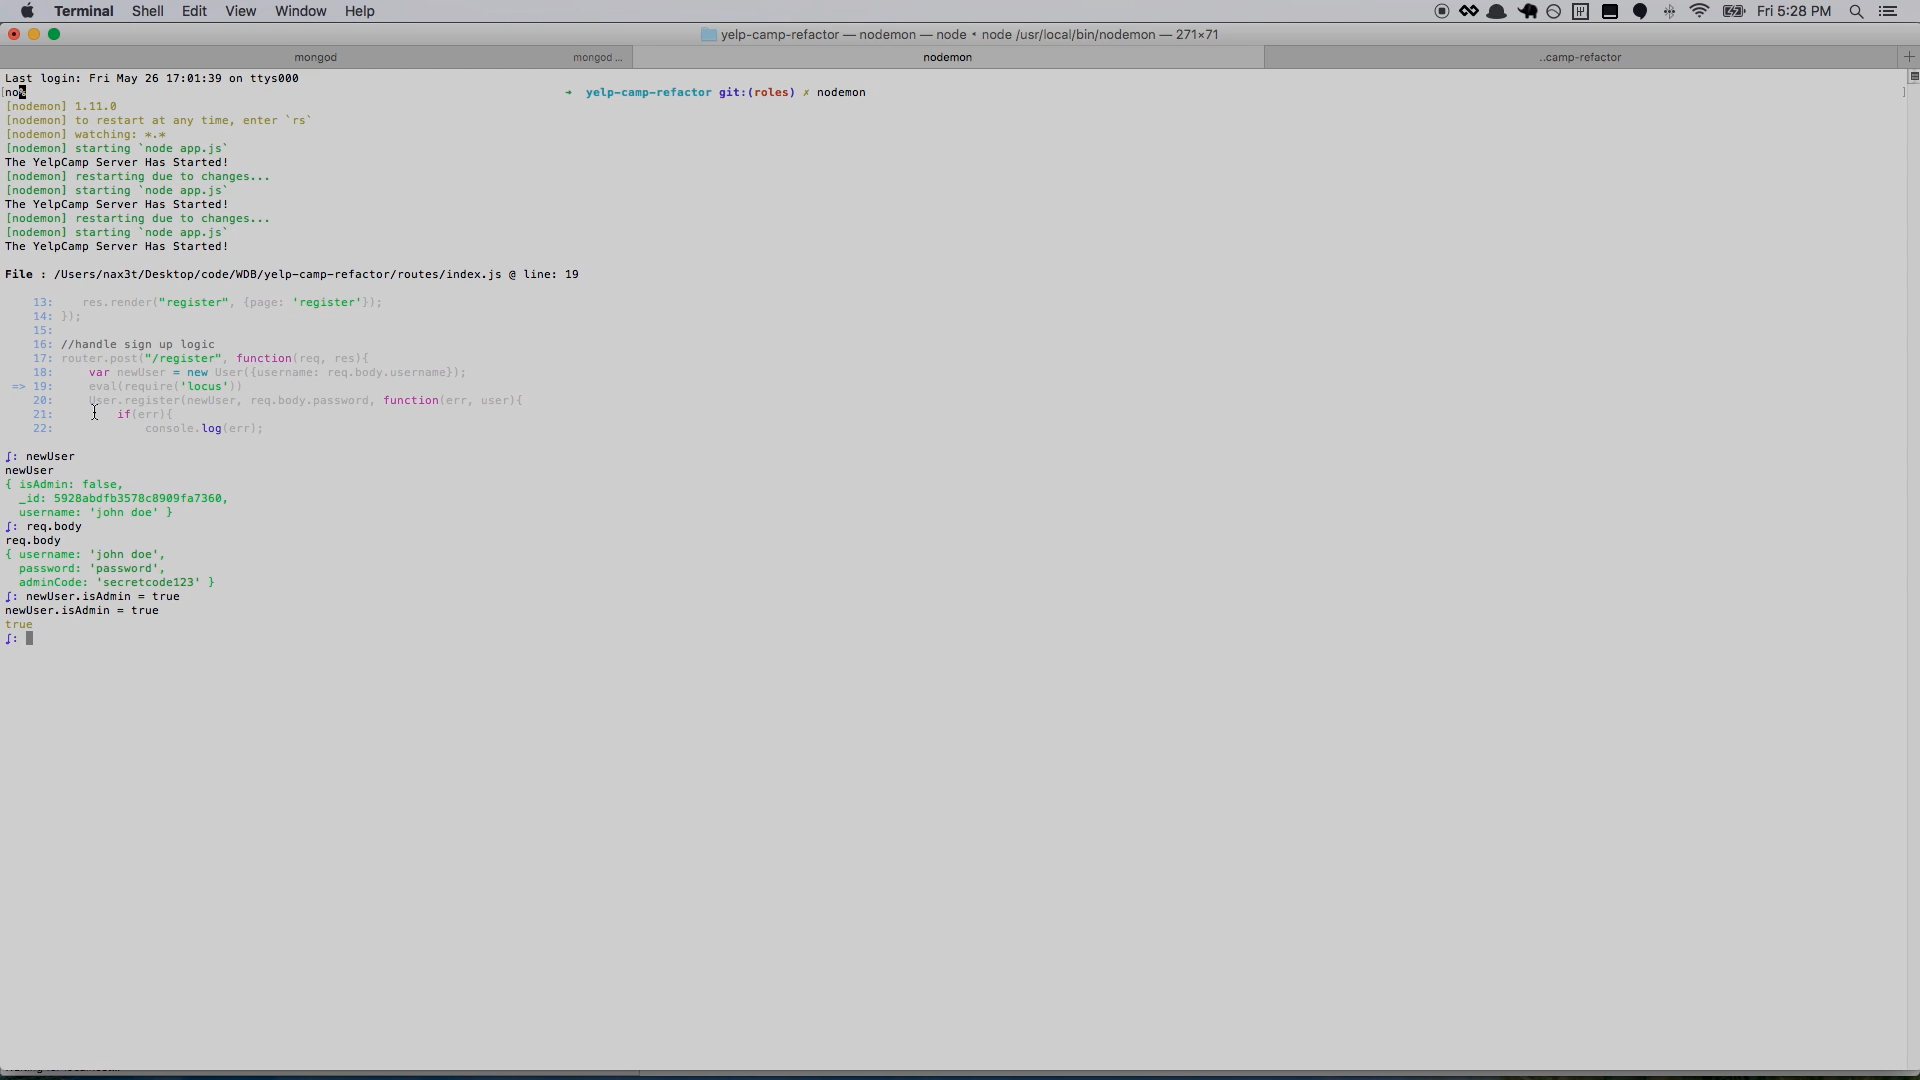 Terminal Shell Edit View Window Help Fri 5:28 PM
yelp-camp-refactor — nodemon — node • node /usr/local/bin/nodemon — 271×71
mongod mongod ... nodemon ..camp-refactor
Last login: Fri May 26 17:01:39 on ttys000
➜ yelp-camp-refactor git:(roles) ✗ nodemon
[nodemon] 1.11.0
[nodemon] to restart at any time, enter `rs`
[nodemon] watching: *.*
[nodemon] starting `node app.js`
The YelpCamp Server Has Started!
[nodemon] restarting due to changes...
[nodemon] starting `node app.js`
The YelpCamp Server Has Started!
[nodemon] restarting due to changes...
[nodemon] starting `node app.js`
The YelpCamp Server Has Started!
File : /Users/nax3t/Desktop/code/WDB/yelp-camp-refactor/routes/index.js @ line: 19
13: res.render("register", {page: 'register'});
14: });
15:
16: //handle sign up logic
17: router.post("/register", function(req, res){
18: var newUser = new User({username: req.body.username});
=> 19: eval(require('locus'))
20: User.register(newUser, req.body.password, function(err, user){
21: if(err){
22: console.log(err);
ʃ: newUser
newUser
{ isAdmin: false,
_id: 5928abdfb3578c8909fa7360,
username: 'john doe' }
ʃ: req.body
req.body
{ username: 'john doe',
password: 'password',
adminCode: 'secretcode123' }
ʃ: newUser.isAdmin = true
newUser.isAdmin = true
true
ʃ: